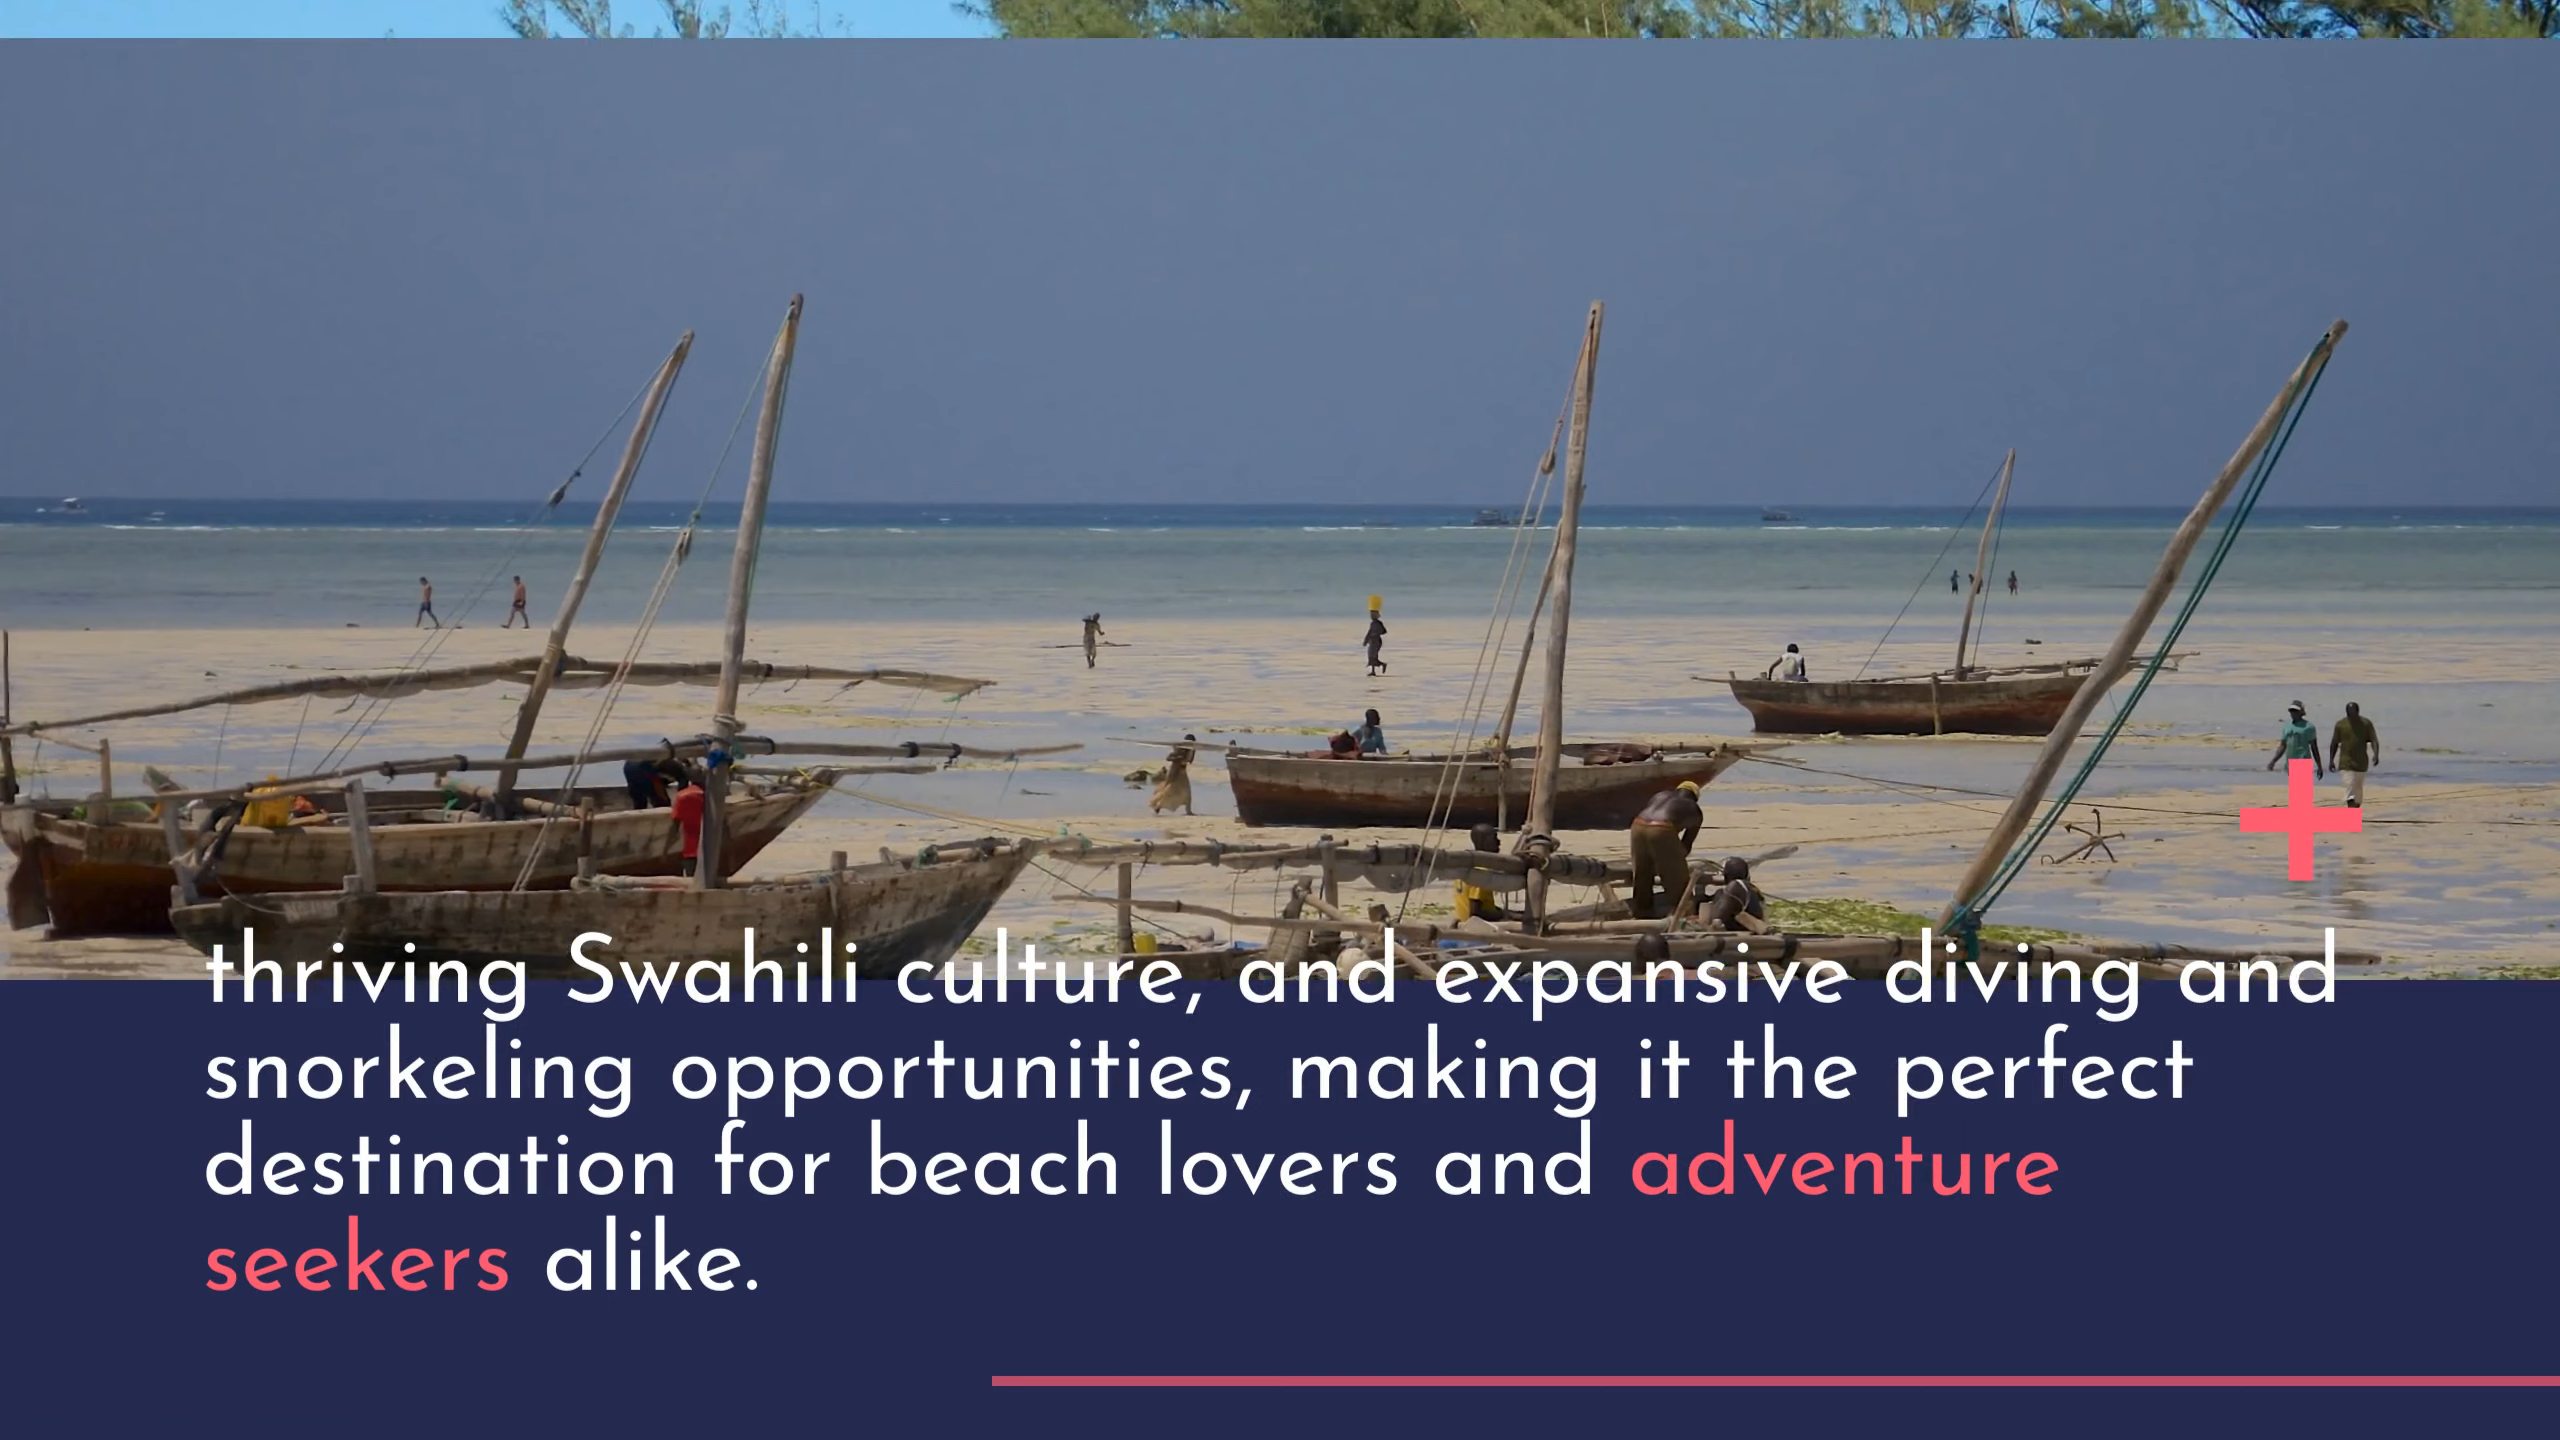 thriving Swahili culture, and expansive diving and
snorkeling opportunities, making it the perfect
destination for beach lovers and adventure
seekers alike.